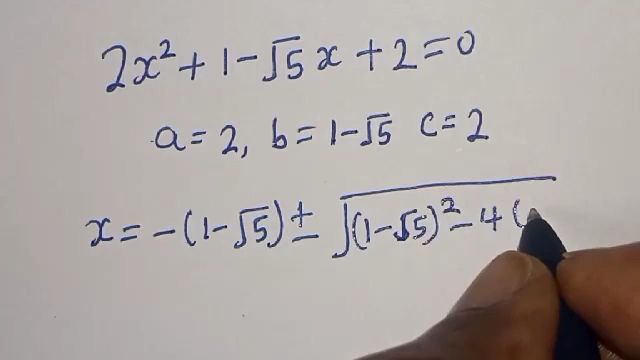 2x² + 1 - √5 x + 2 = 0
a = 2, b = 1 - √5 c = 2
x = -(1 - √5) ± √(1 - √5)² - 4(